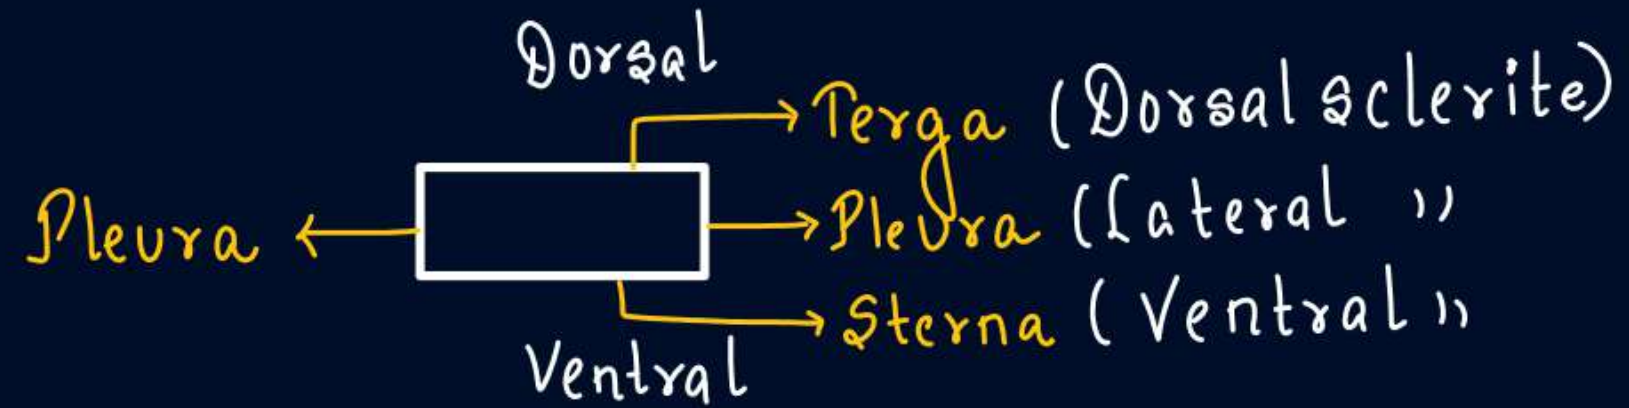 Dorsal
Terga (Dorsal sclerite)
Pleura
Pleura (Lateral "
Sterna (Ventral "
Ventral